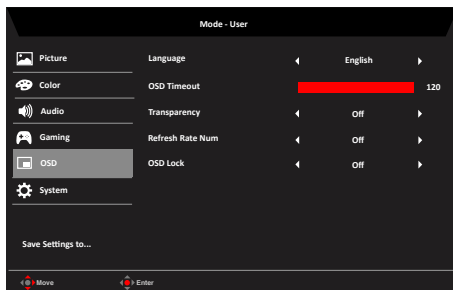 Mode - User
Picture
Language English
Color
OSD Timeout 120
Audio
Transparency Off
Gaming
Refresh Rate Num Off
OSD
OSD Lock Off
System
Save Settings to...
Move Enter